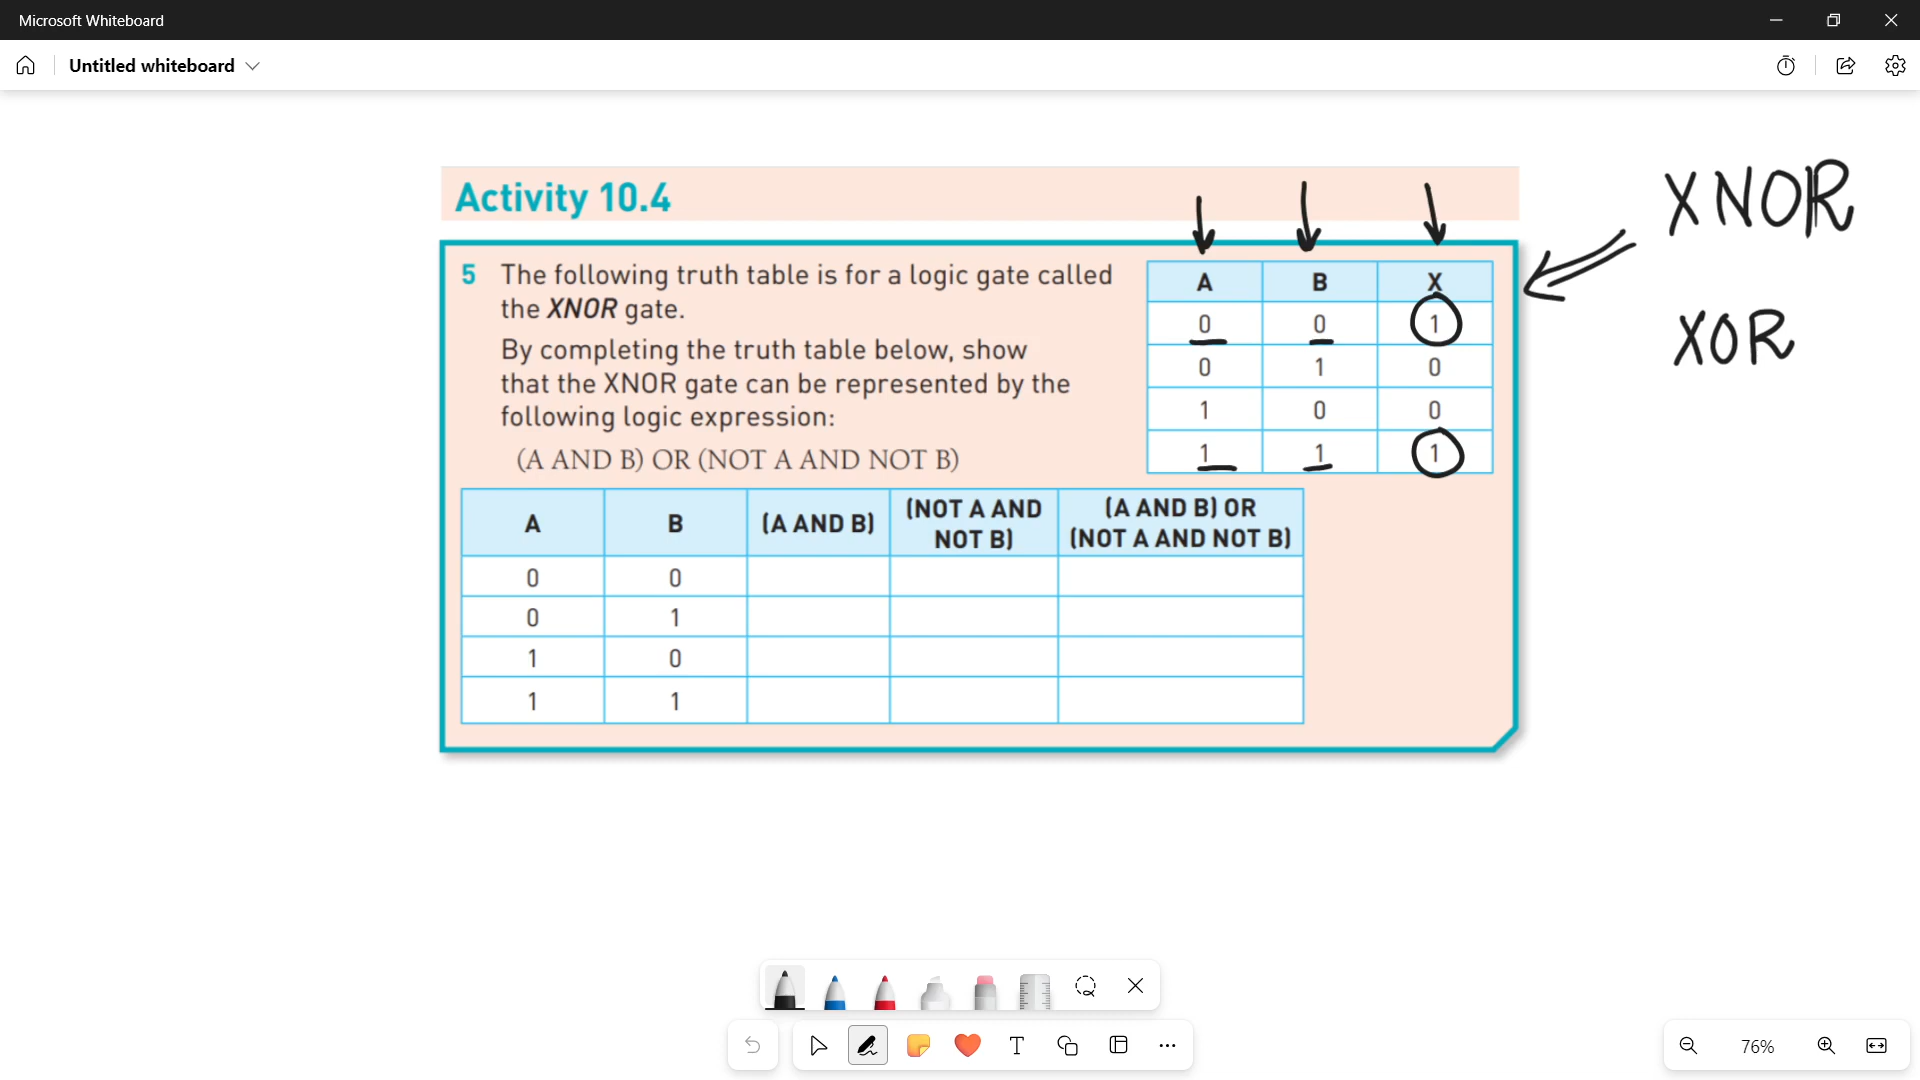 Microsoft Whiteboard
Untitled whiteboard
Activity 10.4
XNOR
XOR
5 The following truth table is for a logic gate called
the XNOR gate.
By completing the truth table below, show
that the XNOR gate can be represented by the
following logic expression:
(A AND B) OR (NOT A AND NOT B)
A B X
0 0 1
0 1 0
1 0 0
1 1 1
A B (A AND B) (NOT A AND NOT B) (A AND B) OR (NOT A AND NOT B)
0 0
0 1
1 0
1 1
76%